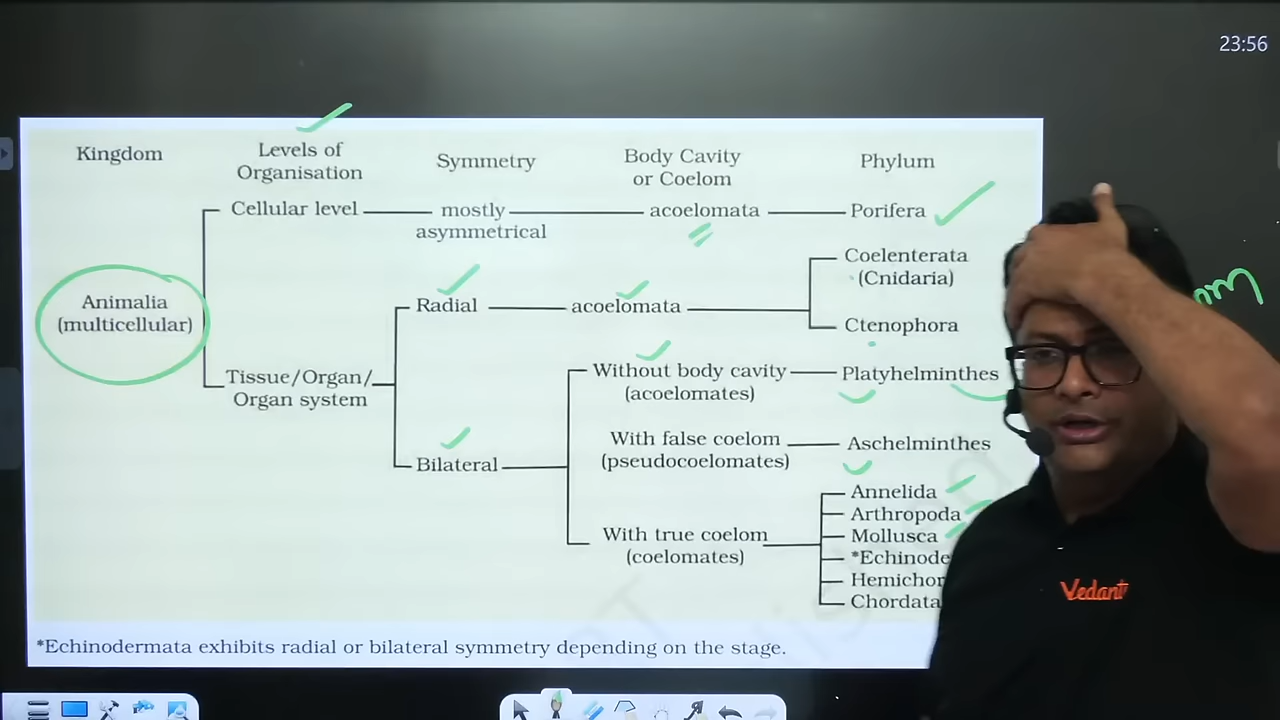 23:56
Kingdom
Levels of
Organisation
Symmetry
Body Cavity
or Coelom
Phylum
Cellular level
mostly
asymmetrical
acoelomata
Porifera
Animalia
(multicellular)
Radial
acoelomata
Coelenterata
(Cnidaria)
Ctenophora
Tissue/Organ/
Organ system
Without body cavity
(acoelomates)
Platyhelminthes
With false coelom
(pseudocoelomates)
Aschelminthes
Bilateral
With true coelom
(coelomates)
Annelida
Arthropoda
Mollusca
*Echinode
Hemichor
Chordata
*Echinodermata exhibits radial or bilateral symmetry depending on the stage.
Vedant